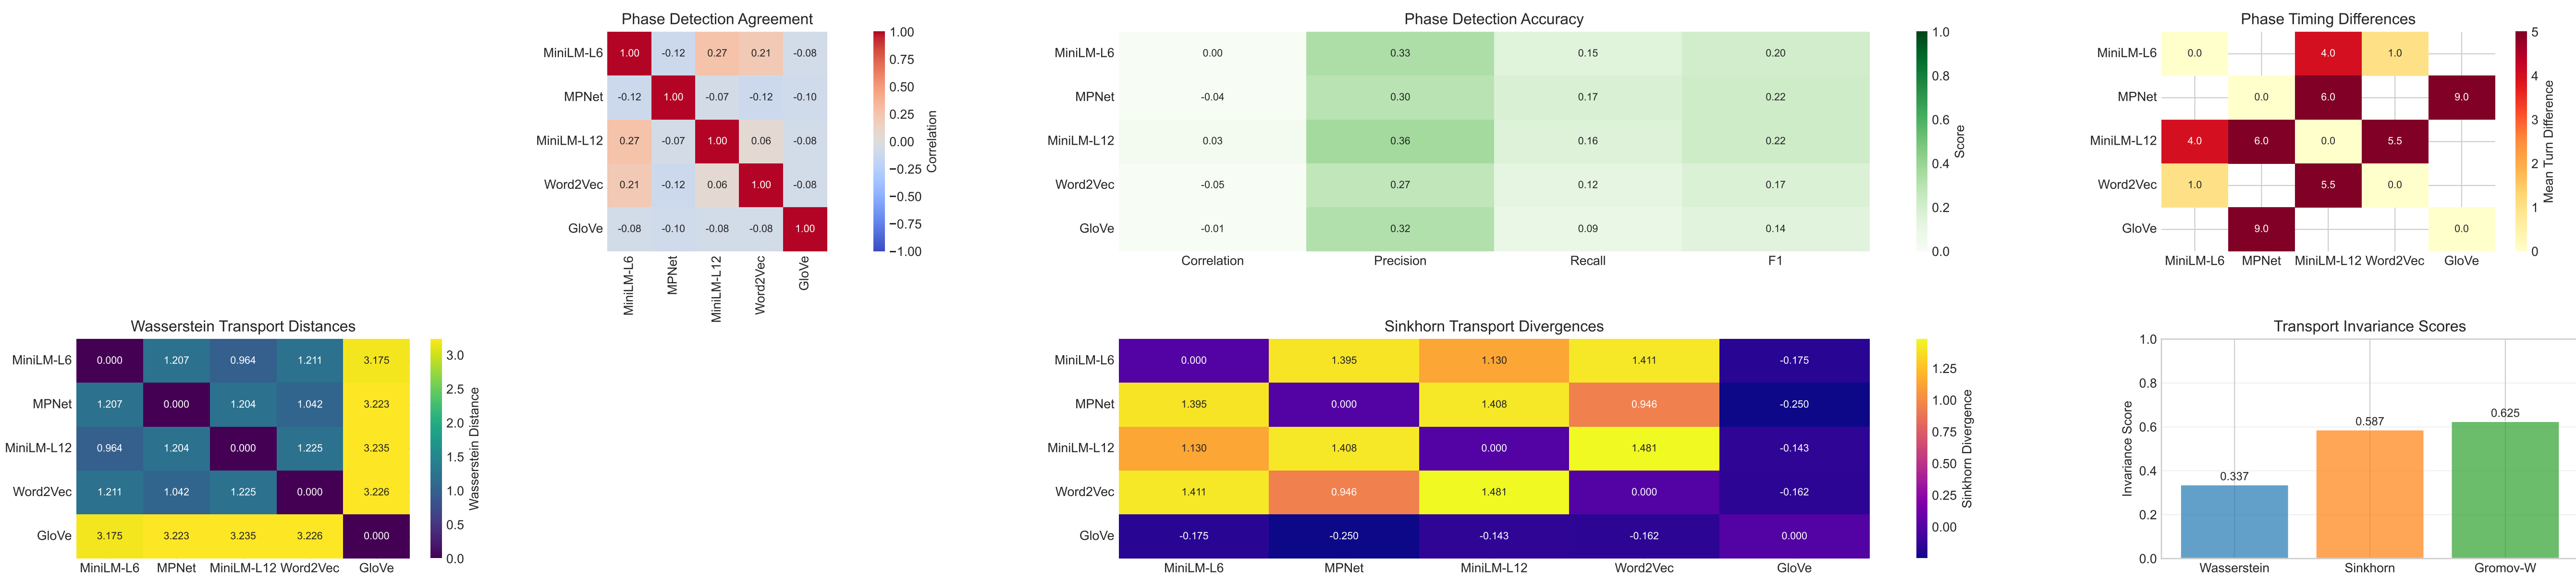 Phase Detection Agreement
MiniLM-L6 1.00 -0.12 0.27 0.21 -0.08
MPNet -0.12 1.00 -0.07 -0.12 -0.10
MiniLM-L12 0.27 -0.07 1.00 0.06 -0.08
Word2Vec 0.21 -0.12 0.06 1.00 -0.08
GloVe -0.08 -0.10 -0.08 -0.08 1.00
MiniLM-L6 MPNet MiniLM-L12 Word2Vec GloVe
1.00
0.75
0.50
0.25
0.00
−0.25
−0.50
−0.75
−1.00
Correlation
Phase Detection Accuracy
MiniLM-L6 0.00 0.33 0.15 0.20
MPNet -0.04 0.30 0.17 0.22
MiniLM-L12 0.03 0.36 0.16 0.22
Word2Vec -0.05 0.27 0.12 0.17
GloVe -0.01 0.32 0.09 0.14
Correlation Precision Recall F1
1.0
0.8
0.6
0.4
0.2
0.0
Score
Phase Timing Differences
MiniLM-L6 0.0 4.0 1.0
MPNet 0.0 6.0 9.0
MiniLM-L12 4.0 6.0 0.0 5.5
Word2Vec 1.0 5.5 0.0
GloVe 9.0 0.0
MiniLM-L6 MPNet MiniLM-L12 Word2Vec GloVe
5
4
3
2
1
0
Mean Turn Difference
Wasserstein Transport Distances
MiniLM-L6 0.000 1.207 0.964 1.211 3.175
MPNet 1.207 0.000 1.204 1.042 3.223
MiniLM-L12 0.964 1.204 0.000 1.225 3.235
Word2Vec 1.211 1.042 1.225 0.000 3.226
GloVe 3.175 3.223 3.235 3.226 0.000
MiniLM-L6 MPNet MiniLM-L12 Word2Vec GloVe
3.0
2.5
2.0
1.5
1.0
0.5
0.0
Wasserstein Distance
Sinkhorn Transport Divergences
MiniLM-L6 0.000 1.395 1.130 1.411 -0.175
MPNet 1.395 0.000 1.408 0.946 -0.250
MiniLM-L12 1.130 1.408 0.000 1.481 -0.143
Word2Vec 1.411 0.946 1.481 0.000 -0.162
GloVe -0.175 -0.250 -0.143 -0.162 0.000
MiniLM-L6 MPNet MiniLM-L12 Word2Vec GloVe
1.25
1.00
0.75
0.50
0.25
0.00
Sinkhorn Divergence
Transport Invariance Scores
1.0
0.8
0.6
0.4
0.2
0.0
Invariance Score
0.337 0.587 0.625
Wasserstein Sinkhorn Gromov-W